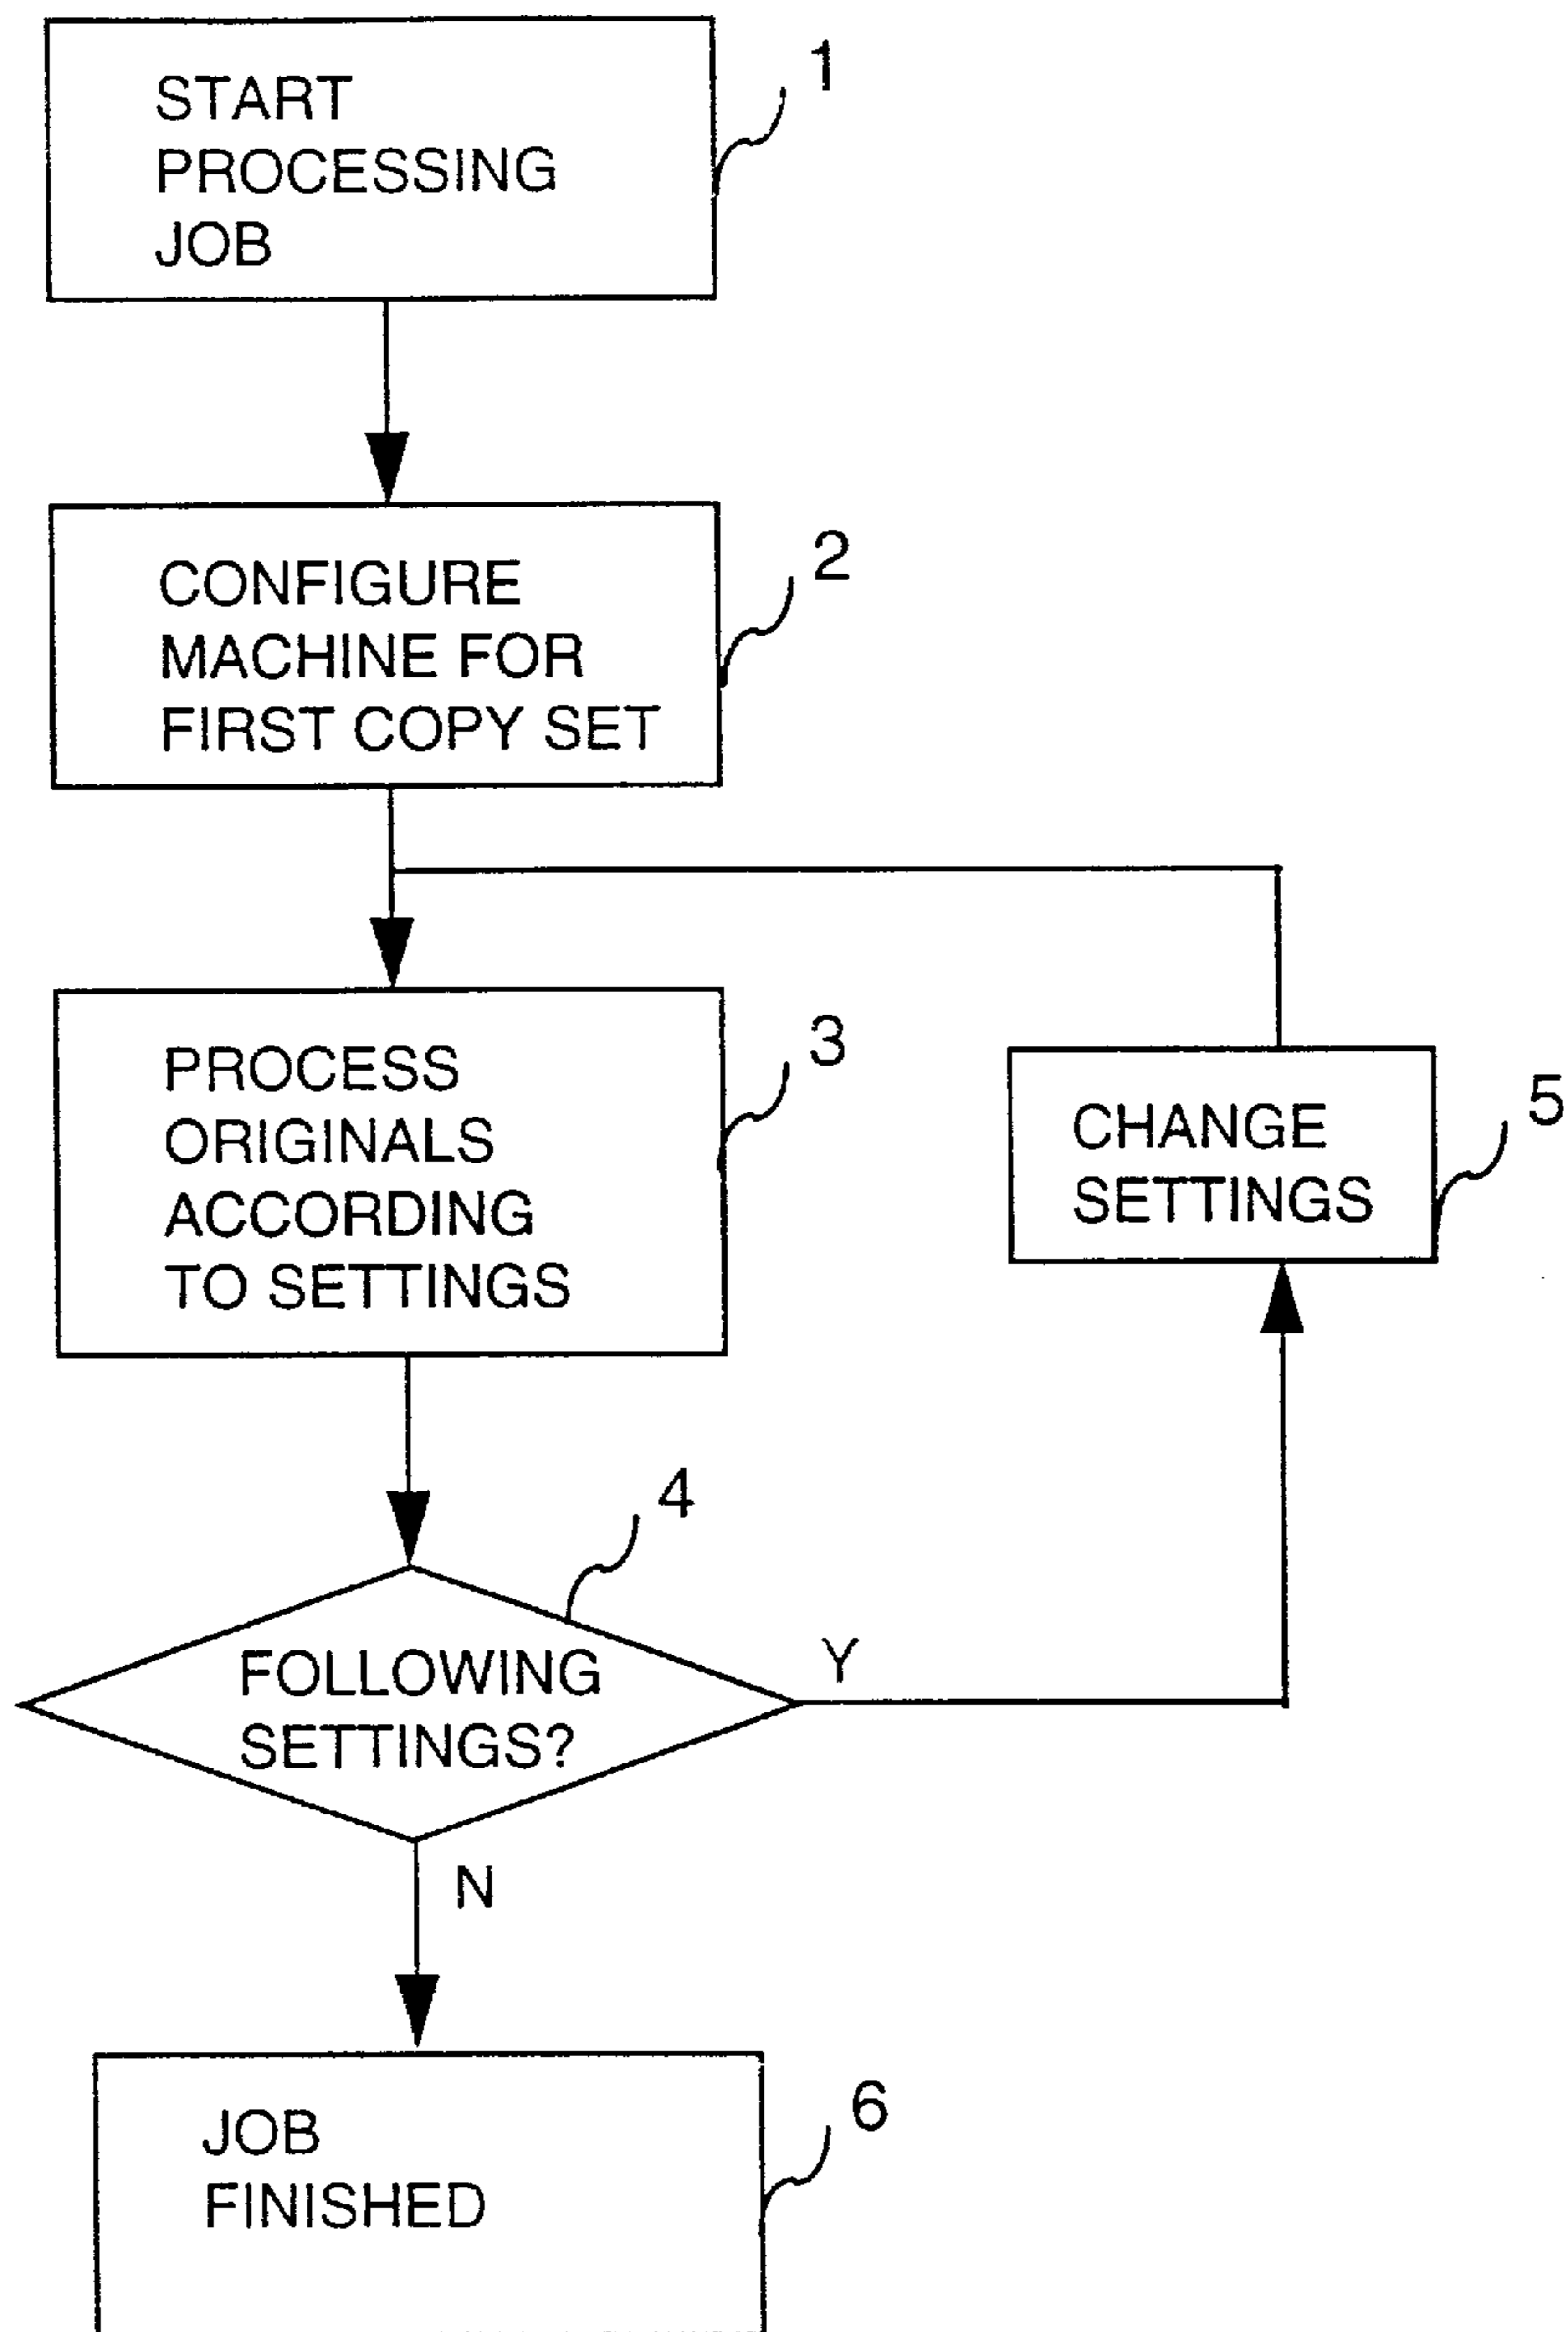 START
PROCESSING
JOB
1
CONFIGURE
MACHINE FOR
FIRST COPY SET
2
PROCESS
ORIGINALS
ACCORDING
TO SETTINGS
3
CHANGE
SETTINGS
5
FOLLOWING
SETTINGS?
4
Y
N
JOB
FINISHED
6